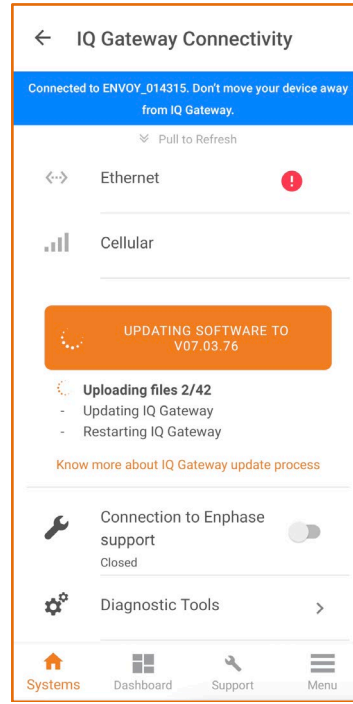 IQ Gateway Connectivity
Connected to ENVOY_014315. Don't move your device away
from IQ Gateway.
Pull to Refresh
Ethernet
Cellular
UPDATING SOFTWARE TO
V07.03.76
Uploading files 2/42
- Updating IQ Gateway
- Restarting IQ Gateway
Know more about IQ Gateway update process
Connection to Enphase
support
Closed
Diagnostic Tools
Systems Dashboard Support Menu